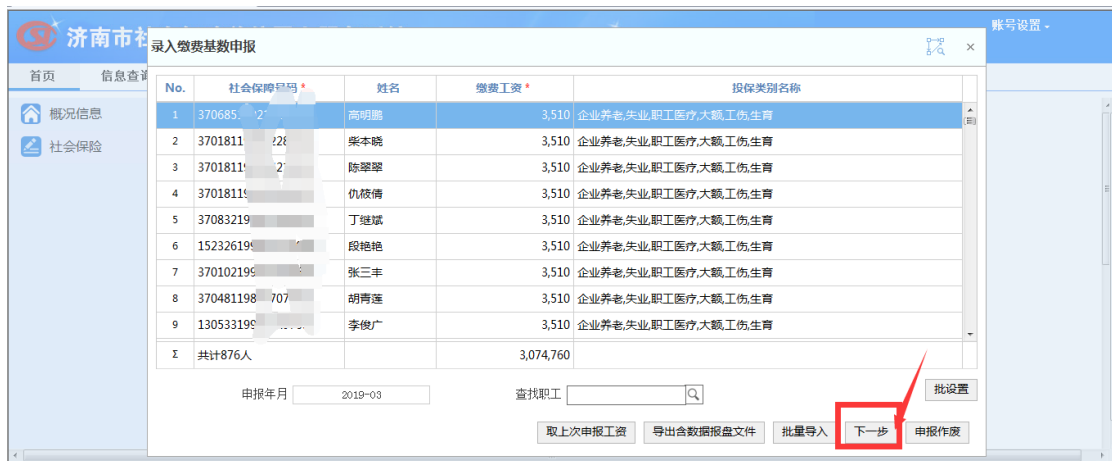 济南市社
账号设置
录入缴费基数申报
首页 信息查询
概况信息
社会保险
No. 社会保障号码* 姓名 缴费工资* 投保类别名称
1 370685 高明鹏 3,510 企业养老,失业,职工医疗,大额,工伤,生育
2 3701811 228 柴本晓 3,510 企业养老,失业,职工医疗,大额,工伤,生育
3 37018119 陈翠翠 3,510 企业养老,失业,职工医疗,大额,工伤,生育
4 37018119 仇筱倩 3,510 企业养老,失业,职工医疗,大额,工伤,生育
5 37083219 丁继斌 3,510 企业养老,失业,职工医疗,大额,工伤,生育
6 152326199 段艳艳 3,510 企业养老,失业,职工医疗,大额,工伤,生育
7 370102199 张三丰 3,510 企业养老,失业,职工医疗,大额,工伤,生育
8 370481198 707 胡青莲 3,510 企业养老,失业,职工医疗,大额,工伤,生育
9 130533199 李俊广 3,510 企业养老,失业,职工医疗,大额,工伤,生育
Σ 共计876人 3,074,760
申报年月 2019-03 查找职工 批设置
取上次申报工资 导出含数据报盘文件 批量导入 下一步 申报作废